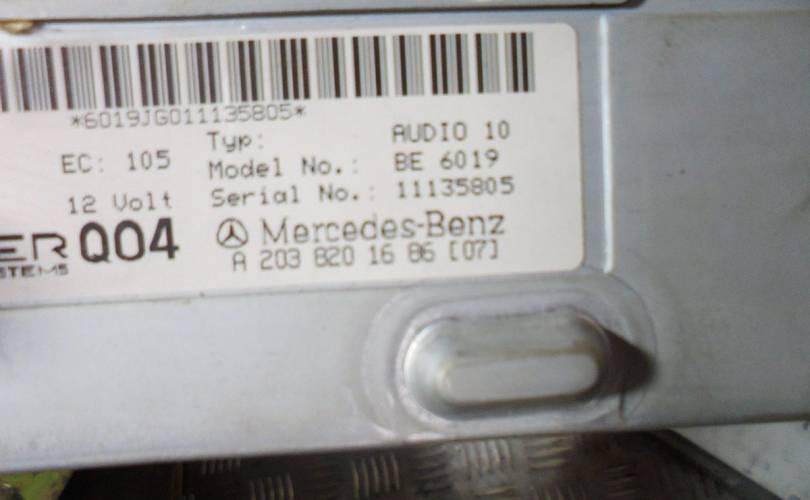 *6019JG011135805*
Typ: AUDIO 10
EC: 105 Model No.: BE 6019
12 Volt Serial No.: 11135805
Q04 Mercedes-Benz
A 203 820 16 86 [07]